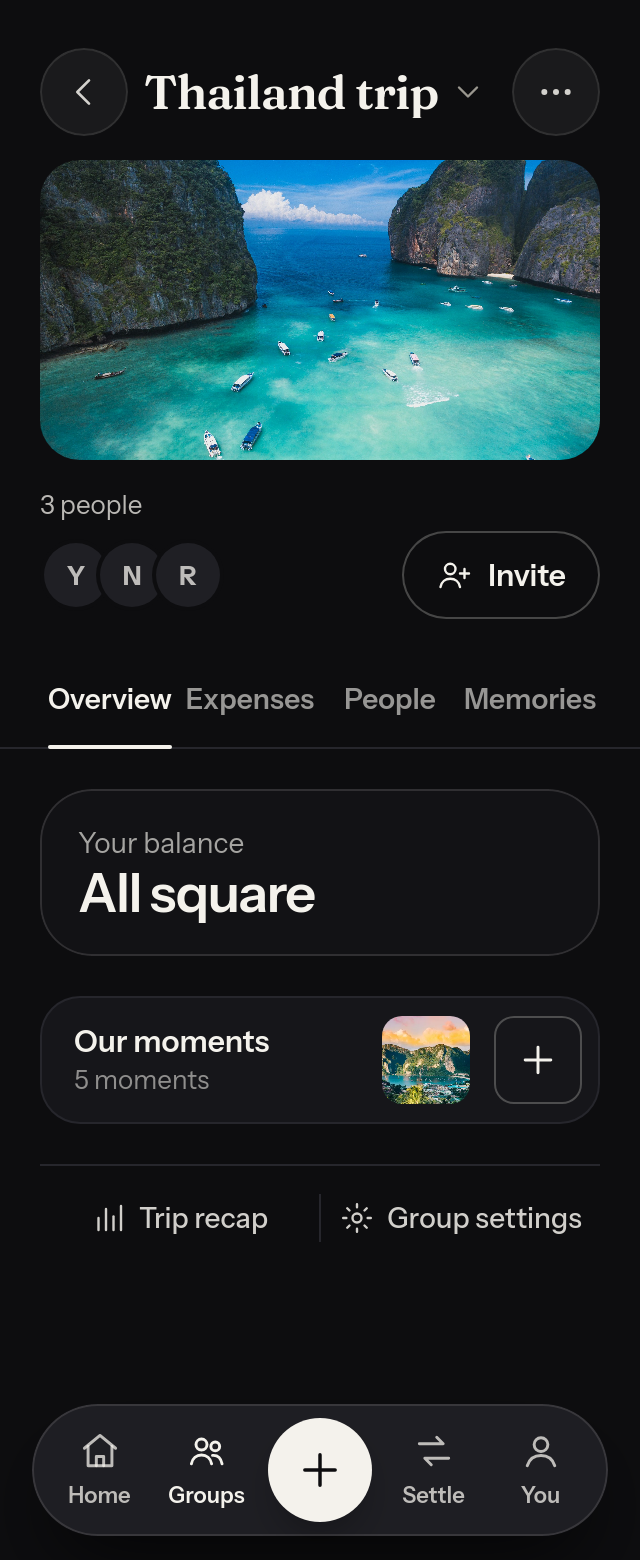 Thailand trip
3 people
Y N R
Invite
Overview Expenses People Memories
Your balance
All square
Our moments
5 moments
Trip recap Group settings
Home Groups Settle You